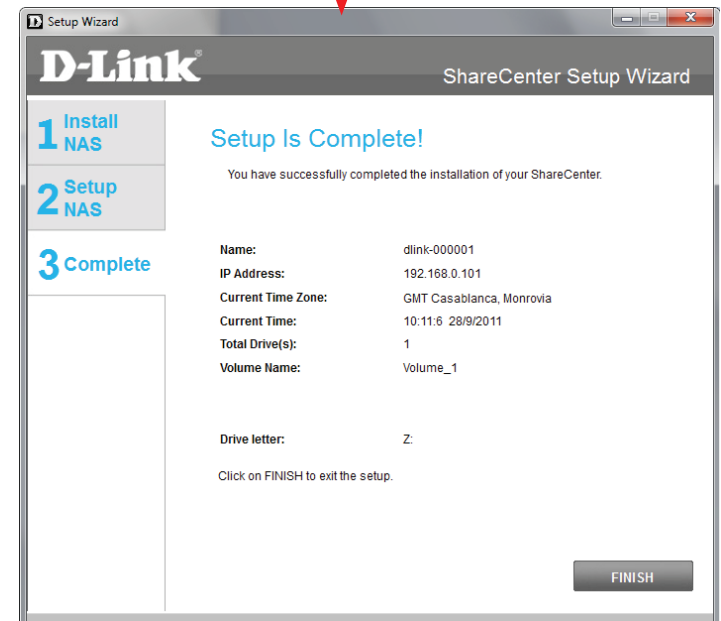 Setup Wizard
D-Link®
ShareCenter Setup Wizard
1 Install NAS
2 Setup NAS
3 Complete
Setup Is Complete!
You have successfully completed the installation of your ShareCenter.
Name: dlink-000001
IP Address: 192.168.0.101
Current Time Zone: GMT Casablanca, Monrovia
Current Time: 10:11:6 28/9/2011
Total Drive(s): 1
Volume Name: Volume_1
Drive letter: Z:
Click on FINISH to exit the setup.
FINISH